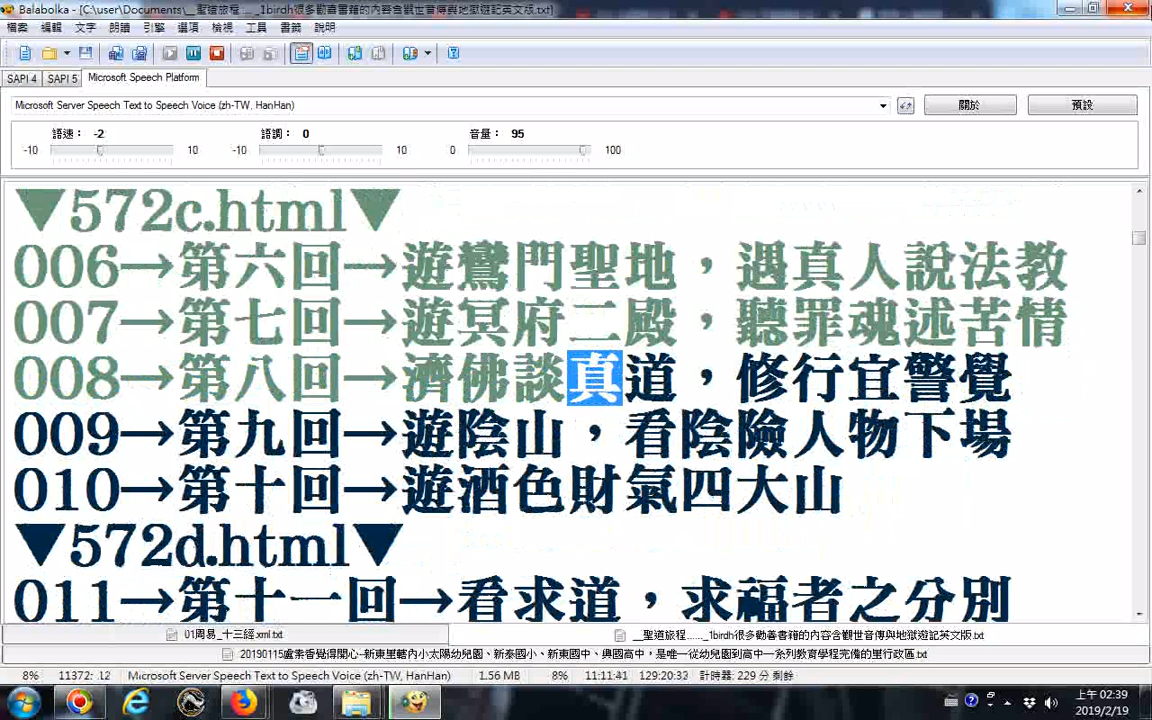 Balabolka - [C:\user\Documents\__聖道旅程......_1birdh很多勸善書籍的內容含觀世音傳與地獄遊記英文版.txt]
檔案 編輯 文字 朗讀 引擎 選項 檢視 工具 書籤 說明
SAPI 4 SAPI 5 Microsoft Speech Platform
Microsoft Server Speech Text to Speech Voice (zh-TW, HanHan) 關於 預設
語速: -2 語調: 0 音量: 95
-10 10 -10 10 0 100
▼572c.html▼
006→第六回→遊鸞門聖地，遇真人說法教
007→第七回→遊冥府二殿，聽罪魂述苦情
008→第八回→濟佛談真道，修行宜警覺
009→第九回→遊陰山，看陰險人物下場
010→第十回→遊酒色財氣四大山
▼572d.html▼
011→第十一回→看求道，求福者之分別
01周易_十三經.xml.txt __聖道旅程......_1birdh很多勸善書籍的內容含觀世音傳與地獄遊記英文版.txt
20190115盧素香覺得開心-新東里轄內小太陽幼兒園、新泰國小、新東國中、典國高中，是唯一從幼兒園到高中一系列教育學程完備的里行政區.txt
8% 11372: 12 Microsoft Server Speech Text to Speech Voice (zh-TW, HanHan) 1.56 MB 8% 11:11:41 129:20:33 計時器: 229 分 剩餘
上午 02:39
2019/2/19